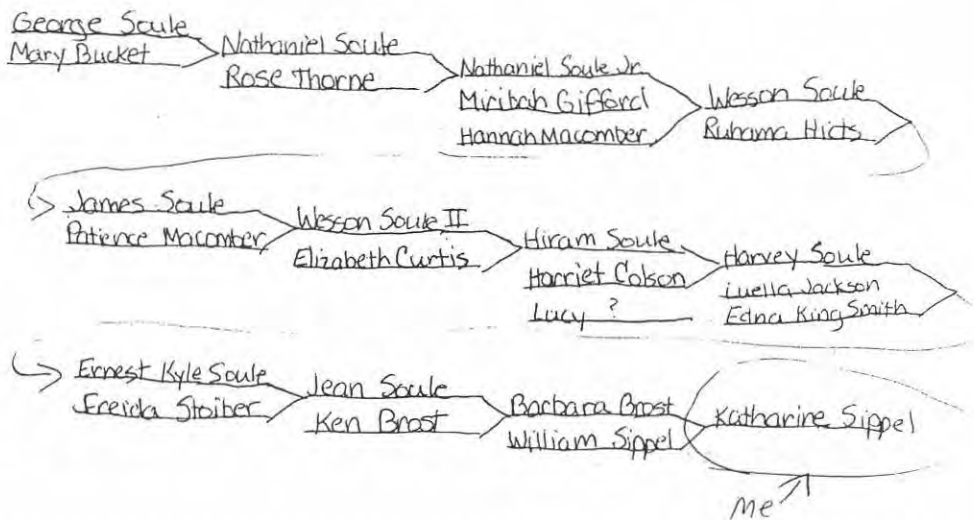 George Soule
Mary Bucket
Nathaniel Soule
Rose Thorne
Nathaniel Soule Jr.
Miribah Gifford
Hannah Macomber
Wesson Soule
Ruhama Hicts
James Soule
Patience Macomber
Wesson Soule II
Elizabeth Curtis
Hiram Soule
Harriet Colson
Lucy ?
Harvey Soule
Luella Jackson
Edna King Smith
Ernest Kyle Soule
Freida Stoiber
Jean Soule
Ken Brost
Barbara Brost
William Sippel
Katharine Sippel
Me